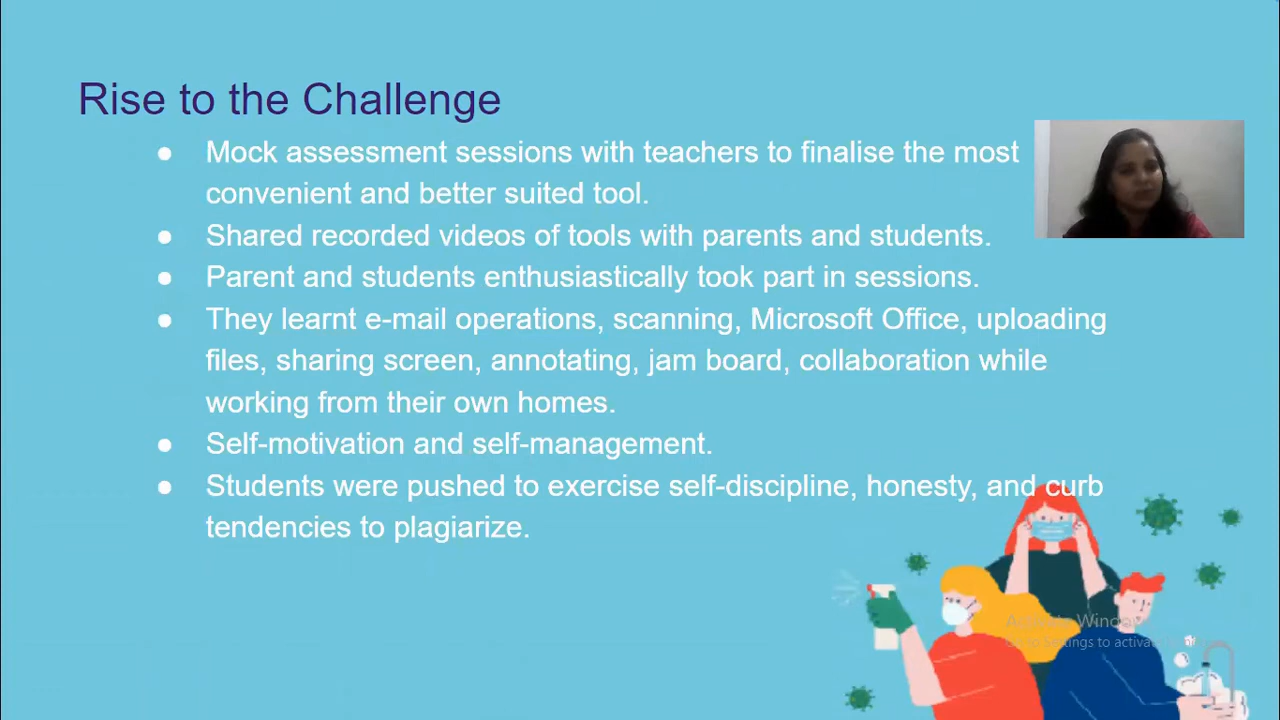 Rise to the Challenge
● Mock assessment sessions with teachers to finalise the most
convenient and better suited tool.
● Shared recorded videos of tools with parents and students.
● Parent and students enthusiastically took part in sessions.
● They learnt e-mail operations, scanning, Microsoft Office, uploading
files, sharing screen, annotating, jam board, collaboration while
working from their own homes.
● Self-motivation and self-management.
● Students were pushed to exercise self-discipline, honesty, and curb
tendencies to plagiarize.
Settings to